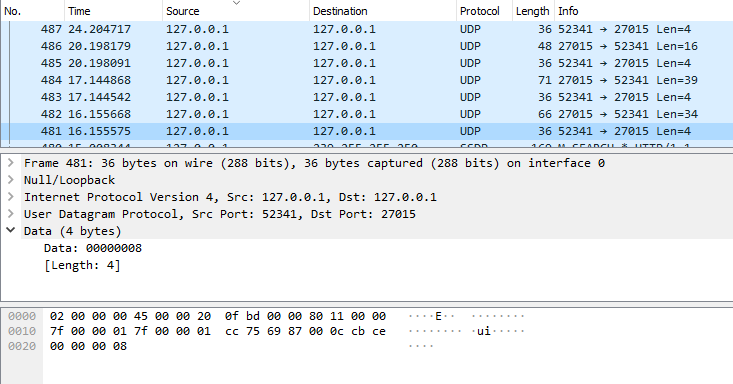 No. Time Source Destination Protocol Length Info
487 24.204717 127.0.0.1 127.0.0.1 UDP 36 52341 → 27015 Len=4
486 20.198179 127.0.0.1 127.0.0.1 UDP 48 27015 → 52341 Len=16
485 20.198091 127.0.0.1 127.0.0.1 UDP 36 52341 → 27015 Len=4
484 17.144868 127.0.0.1 127.0.0.1 UDP 71 27015 → 52341 Len=39
483 17.144542 127.0.0.1 127.0.0.1 UDP 36 52341 → 27015 Len=4
482 16.155668 127.0.0.1 127.0.0.1 UDP 66 27015 → 52341 Len=34
481 16.155575 127.0.0.1 127.0.0.1 UDP 36 52341 → 27015 Len=4
Frame 481: 36 bytes on wire (288 bits), 36 bytes captured (288 bits) on interface 0
Null/Loopback
Internet Protocol Version 4, Src: 127.0.0.1, Dst: 127.0.0.1
User Datagram Protocol, Src Port: 52341, Dst Port: 27015
Data (4 bytes)
Data: 00000008
[Length: 4]
0000 02 00 00 00 45 00 00 20 0f bd 00 00 80 11 00 00 ····E·· ········
0010 7f 00 00 01 7f 00 00 01 cc 75 69 87 00 0c cb ce ········ ·ui·····
0020 00 00 00 08 ····